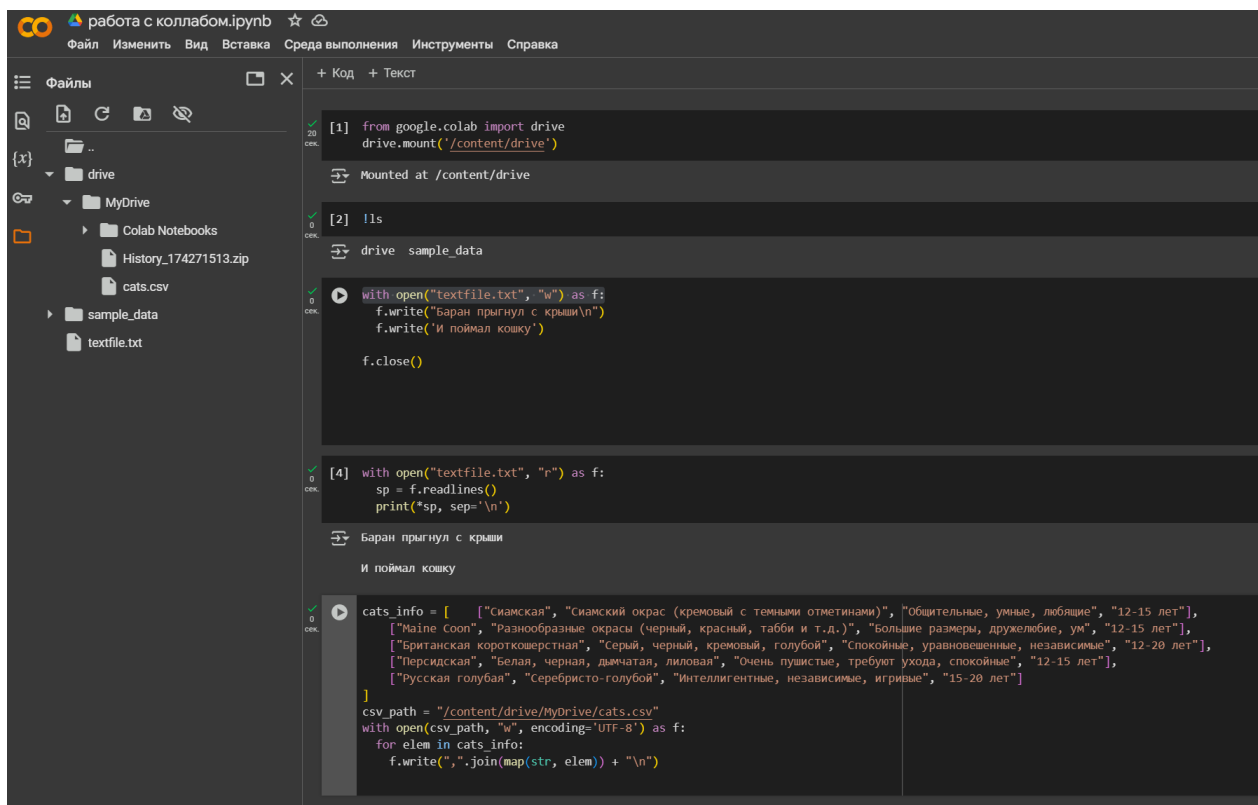 работа с коллабом.ipynb
Файл Изменить Вид Вставка Среда выполнения Инструменты Справка
Файлы
..
drive
MyDrive
Colab Notebooks
History_174271513.zip
cats.csv
sample_data
textfile.txt
{x}
+ Код + Текст
20 сек.
[1] from google.colab import drive
drive.mount('/content/drive')
Mounted at /content/drive
0 сек.
[2] !ls
drive sample_data
0 сек.
with open("textfile.txt", "w") as f:
f.write("Баран прыгнул с крыши\n")
f.write('И поймал кошку')
f.close()
0 сек.
[4] with open("textfile.txt", "r") as f:
sp = f.readlines()
print(*sp, sep='\n')
Баран прыгнул с крыши
И поймал кошку
0 сек.
cats_info = [ ["Сиамская", "Сиамский окрас (кремовый с темными отметинами)", "Общительные, умные, любящие", "12-15 лет"],
["Maine Coon", "Разнообразные окрасы (черный, красный, табби и т.д.)", "Большие размеры, дружелюбие, ум", "12-15 лет"],
["Британская короткошерстная", "Серый, черный, кремовый, голубой", "Спокойные, уравновешенные, независимые", "12-20 лет"],
["Персидская", "Белая, черная, дымчатая, лиловая", "Очень пушистые, требуют ухода, спокойные", "12-15 лет"],
["Русская голубая", "Серебристо-голубой", "Интеллигентные, независимые, игривые", "15-20 лет"]
]
csv_path = "/content/drive/MyDrive/cats.csv"
with open(csv_path, "w", encoding='UTF-8') as f:
for elem in cats_info:
f.write(",".join(map(str, elem)) + "\n")